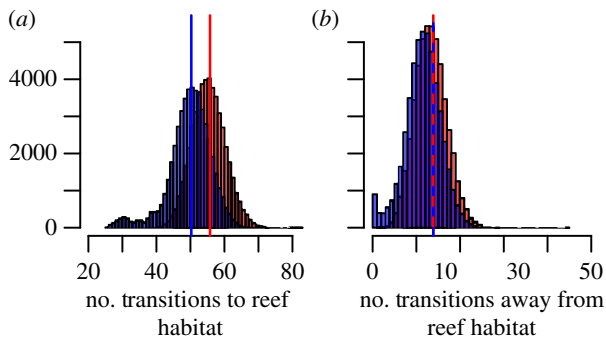 (a)
(b)
4000
2000
0
20 40 60 80
0 10 30 50
no. transitions to reef
habitat
no. transitions away from
reef habitat